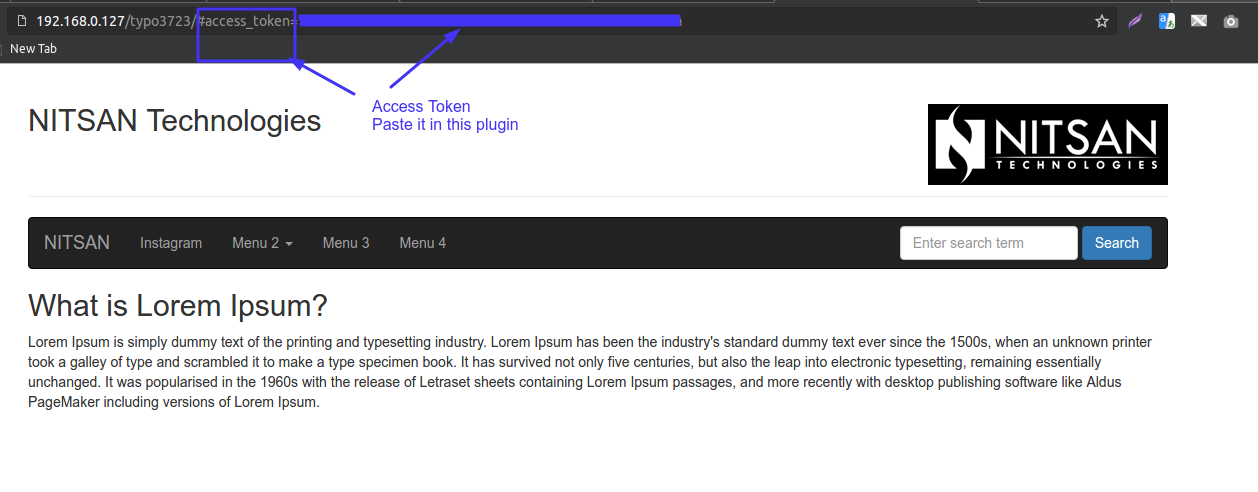 192.168.0.127/typo3723/#access_token=
New Tab
Access Token
Paste it in this plugin
NITSAN Technologies
NITSAN
TECHNOLOGIES
NITSAN Instagram Menu 2 Menu 3 Menu 4 Enter search term Search
What is Lorem Ipsum?
Lorem Ipsum is simply dummy text of the printing and typesetting industry. Lorem Ipsum has been the industry's standard dummy text ever since the 1500s, when an unknown printer
took a galley of type and scrambled it to make a type specimen book. It has survived not only five centuries, but also the leap into electronic typesetting, remaining essentially
unchanged. It was popularised in the 1960s with the release of Letraset sheets containing Lorem Ipsum passages, and more recently with desktop publishing software like Aldus
PageMaker including versions of Lorem Ipsum.